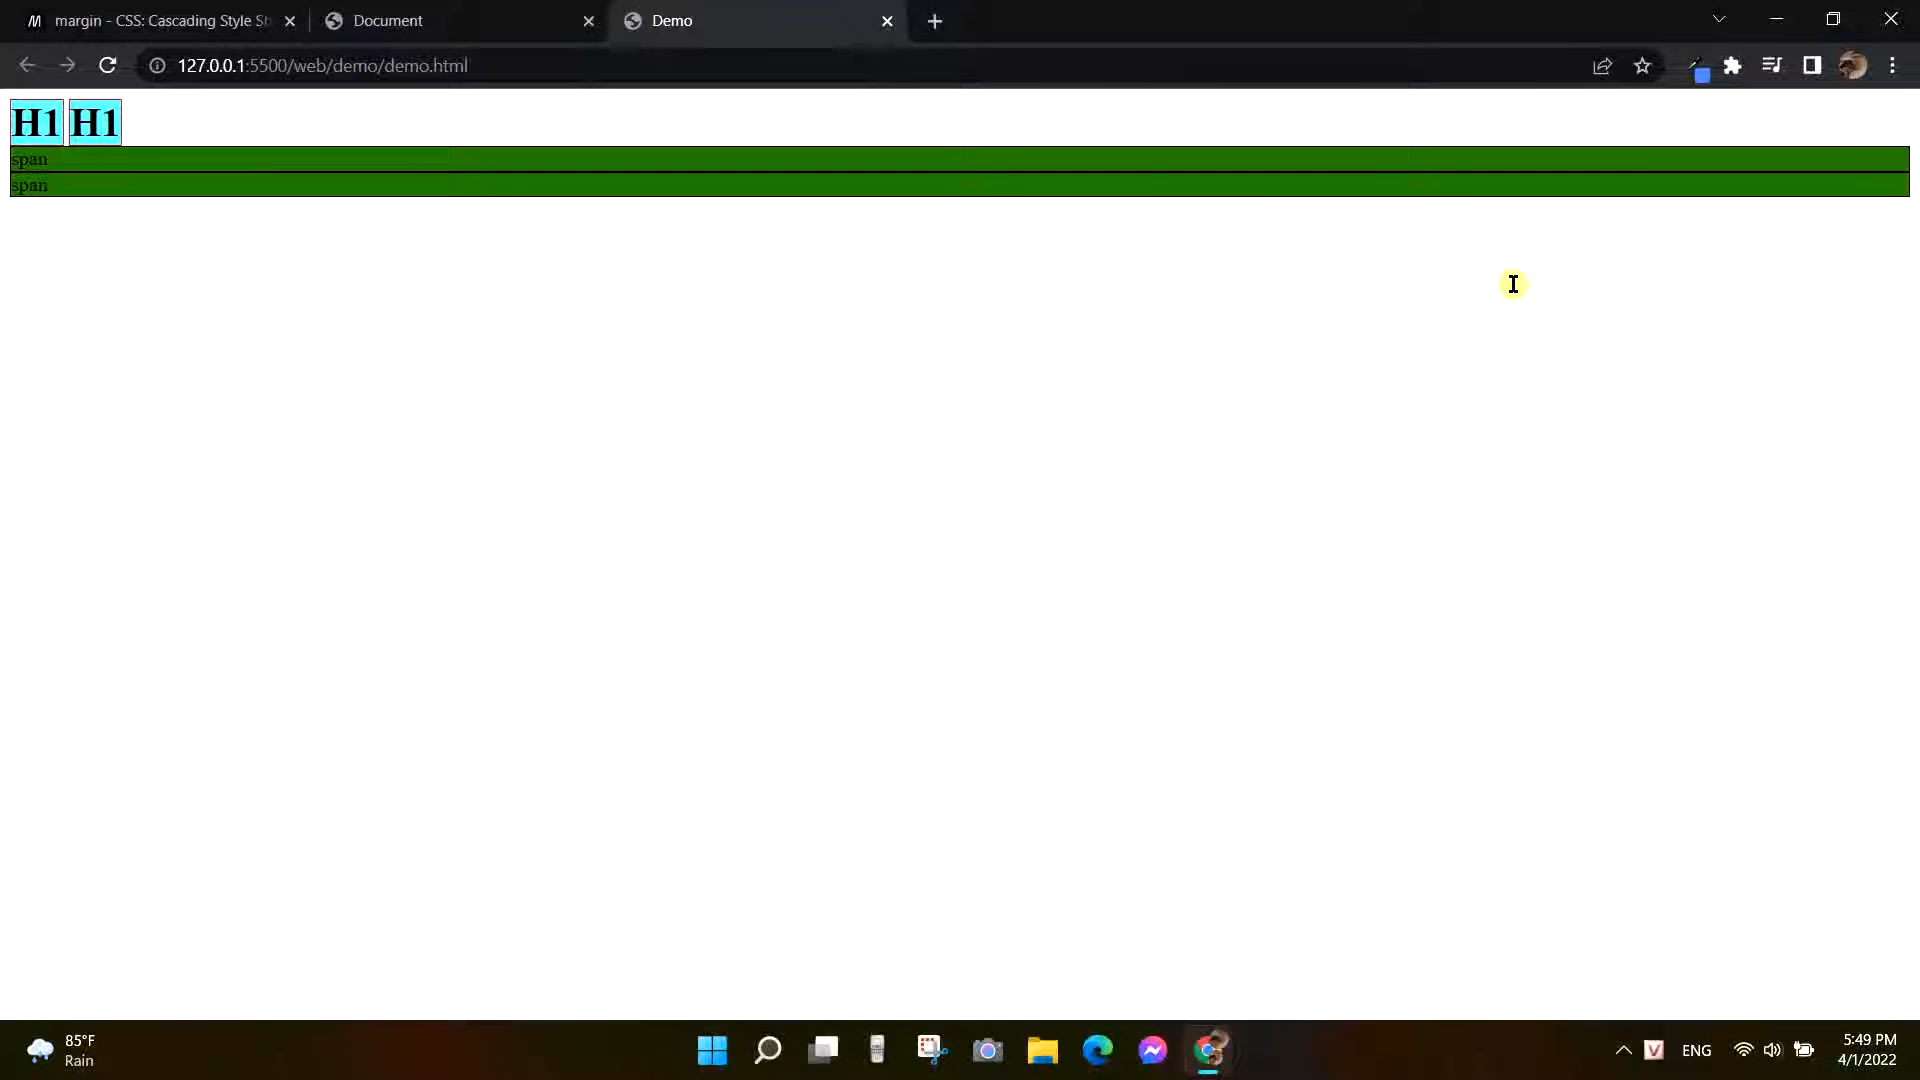 margin - CSS: Cascading Style S
Document
Demo
127.0.0.1:5500/web/demo/demo.html
H1 H1
span
span
85°F
Rain
V
ENG
5:49 PM
4/1/2022